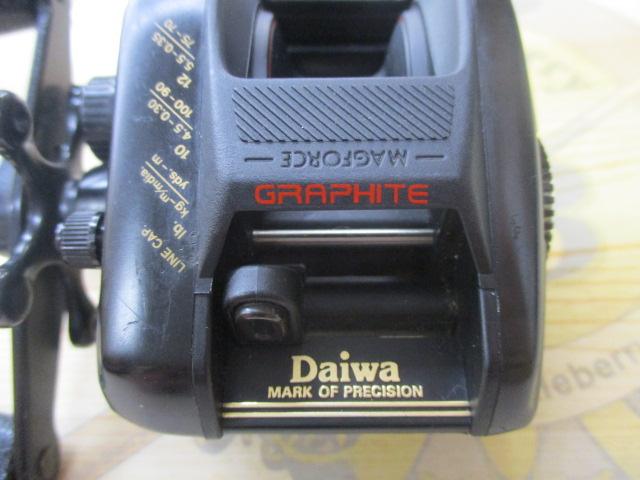 MAGFORCE
GRAPHITE
Daiwa
MARK OF PRECISION
LINE CAP.
lb. kg-m/mdia. yds.-m
10 4.5-0.30 100-90
12 5.5-0.35 75-70